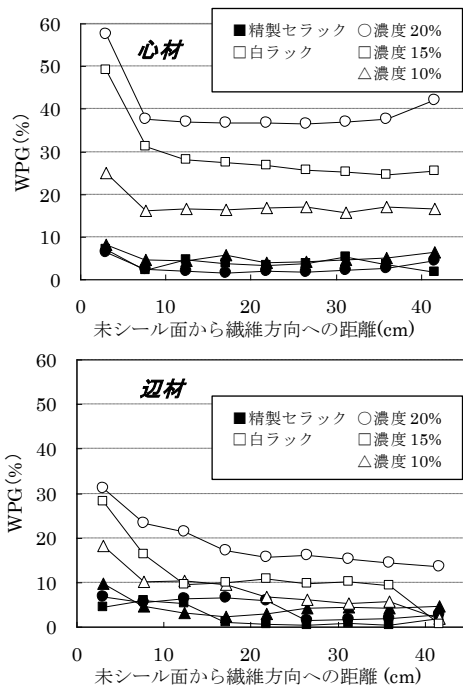 60
50
40
30
20
10
0
WPG(%)
心材
■精製セラック ○濃度20%
□白ラック □濃度15%
△濃度10%
0 10 20 30 40
未シール面から繊維方向への距離(cm)
60
50
40
30
20
10
0
WPG(%)
辺材
■精製セラック ○濃度20%
□白ラック □濃度15%
△濃度10%
0 10 20 30 40
未シール面から繊維方向への距離 (cm)